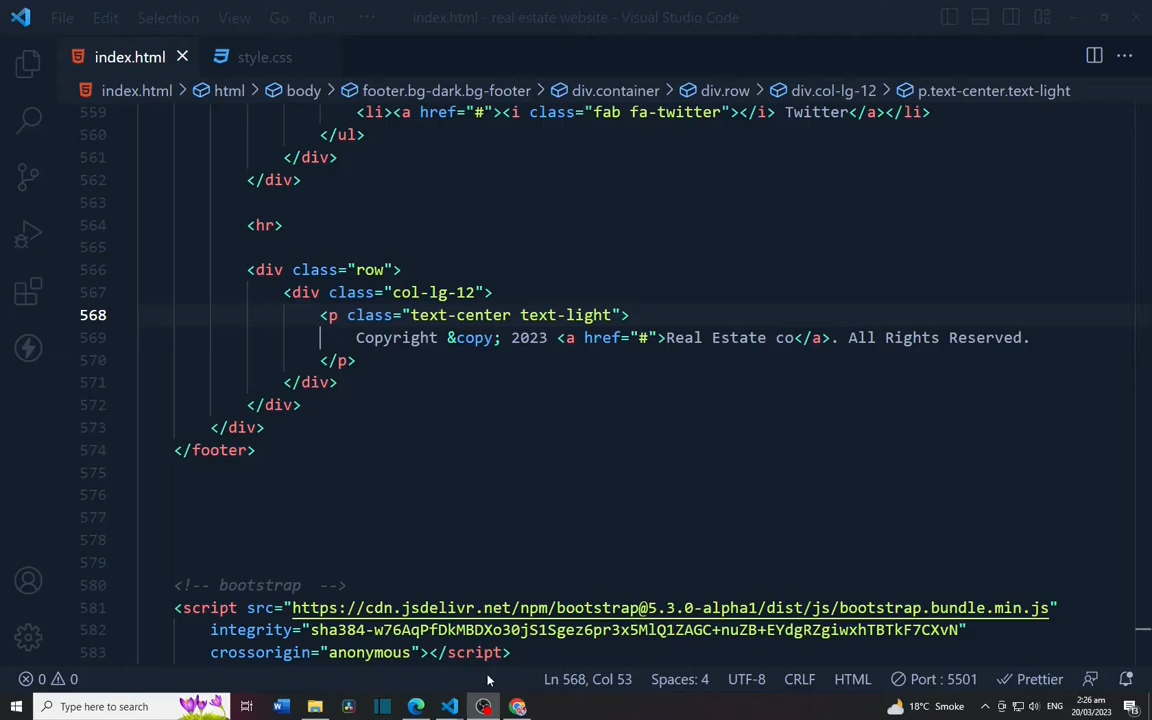 File Edit Selection View Go Run ··· index.html - real estate website - Visual Studio Code
index.html style.css
index.html > html > body > footer.bg-dark.bg-footer > div.container > div.row > div.col-lg-12 > p.text-center.text-light
559 <li><a href="#"><i class="fab fa-twitter"></i> Twitter</a></li>
560 </ul>
561 </div>
562 </div>
563
564 <hr>
565
566 <div class="row">
567 <div class="col-lg-12">
568 <p class="text-center text-light">
569 Copyright &copy; 2023 <a href="#">Real Estate co</a>. All Rights Reserved.
570 </p>
571 </div>
572 </div>
573 </div>
574 </footer>
575
576
577
578
579
580 <!-- bootstrap -->
581 <script src="https://cdn.jsdelivr.net/npm/bootstrap@5.3.0-alpha1/dist/js/bootstrap.bundle.min.js"
582 integrity="sha384-w76AqPfDkMBDXo30jS1Sgez6pr3x5MlQ1ZAGC+nuZB+EYdgRZgiwxhTBTkF7CXvN"
583 crossorigin="anonymous"></script>
0 0 Ln 568, Col 53 Spaces: 4 UTF-8 CRLF HTML Port : 5501 Prettier
Type here to search 18°C Smoke ENG 2:26 am
20/03/2023 13